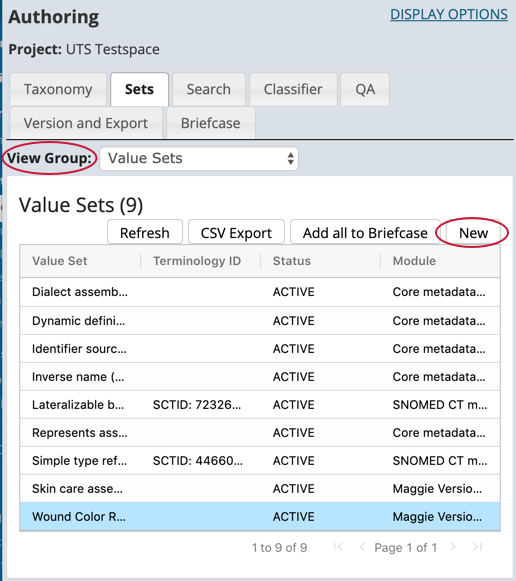 Authoring DISPLAY OPTIONS
Project: UTS Testspace
Taxonomy Sets Search Classifier QA
Version and Export Briefcase
View Group: Value Sets
Value Sets (9)
Refresh CSV Export Add all to Briefcase New
Value Set Terminology ID Status Module
Dialect assemb... ACTIVE Core metadata...
Dynamic defini... ACTIVE Core metadata...
Identifier sourc... ACTIVE Core metadata...
Inverse name (... ACTIVE Core metadata...
Lateralizable b... SCTID: 72326... ACTIVE SNOMED CT m...
Represents ass... ACTIVE Core metadata...
Simple type ref... SCTID: 44660... ACTIVE SNOMED CT m...
Skin care asse... ACTIVE Maggie Versio...
Wound Color R... ACTIVE Maggie Versio...
1 to 9 of 9 Page 1 of 1